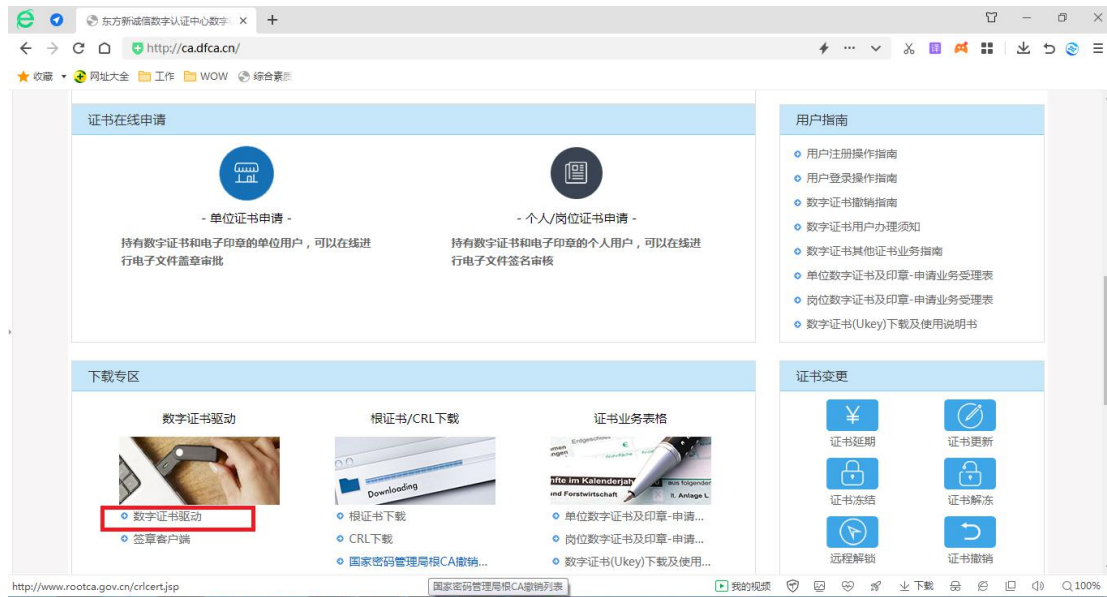 东方新诚信数字认证中心数字
http://ca.dfca.cn/
收藏 网址大全 工作 WOW 综合素质
证书在线申请
- 单位证书申请 -
持有数字证书和电子印章的单位用户，可以在线进
行电子文件盖章审批
- 个人/岗位证书申请 -
持有数字证书和电子印章的个人用户，可以在线进
行电子文件签名审核
用户指南
用户注册操作指南
用户登录操作指南
数字证书撤销指南
数字证书用户办理须知
数字证书其他证书业务指南
单位数字证书及印章-申请业务受理表
岗位数字证书及印章-申请业务受理表
数字证书(Ukey)下载及使用说明书
下载专区
数字证书驱动
数字证书驱动
签章客户端
根证书/CRL下载
Downloading
根证书下载
CRL下载
国家密码管理局根CA撤销...
证书业务表格
nfte im Kalenderjah
und Forstwirtschaft
aus folgenden
II. Anlage L
单位数字证书及印章-申请...
岗位数字证书及印章-申请...
数字证书(Ukey)下载及使用...
证书变更
证书延期
证书更新
证书冻结
证书解冻
远程解锁
证书撤销
http://www.rootca.gov.cn/crlcert.jsp
国家密码管理局根CA撤销列表
我的视频
下载
100%